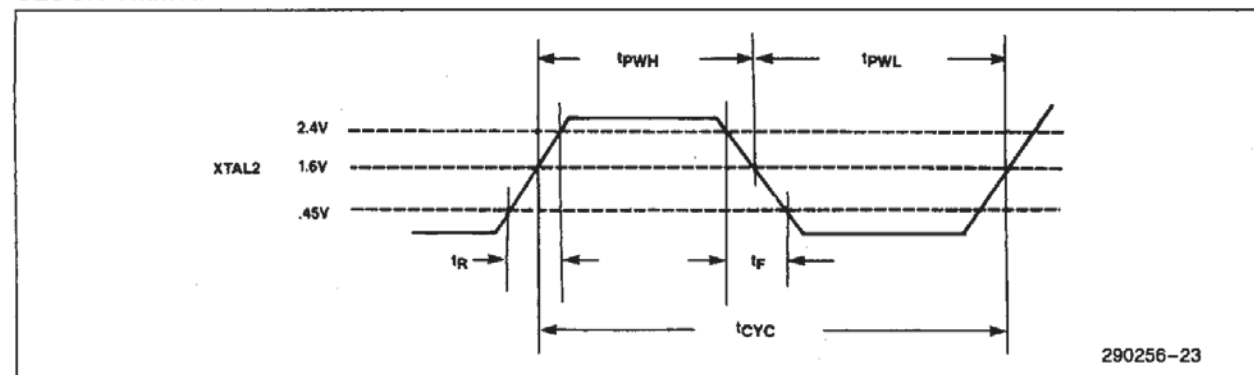 tPWH
tPWL
2.4V
XTAL2
1.6V
.45V
tR
tF
tCYC
290256-23